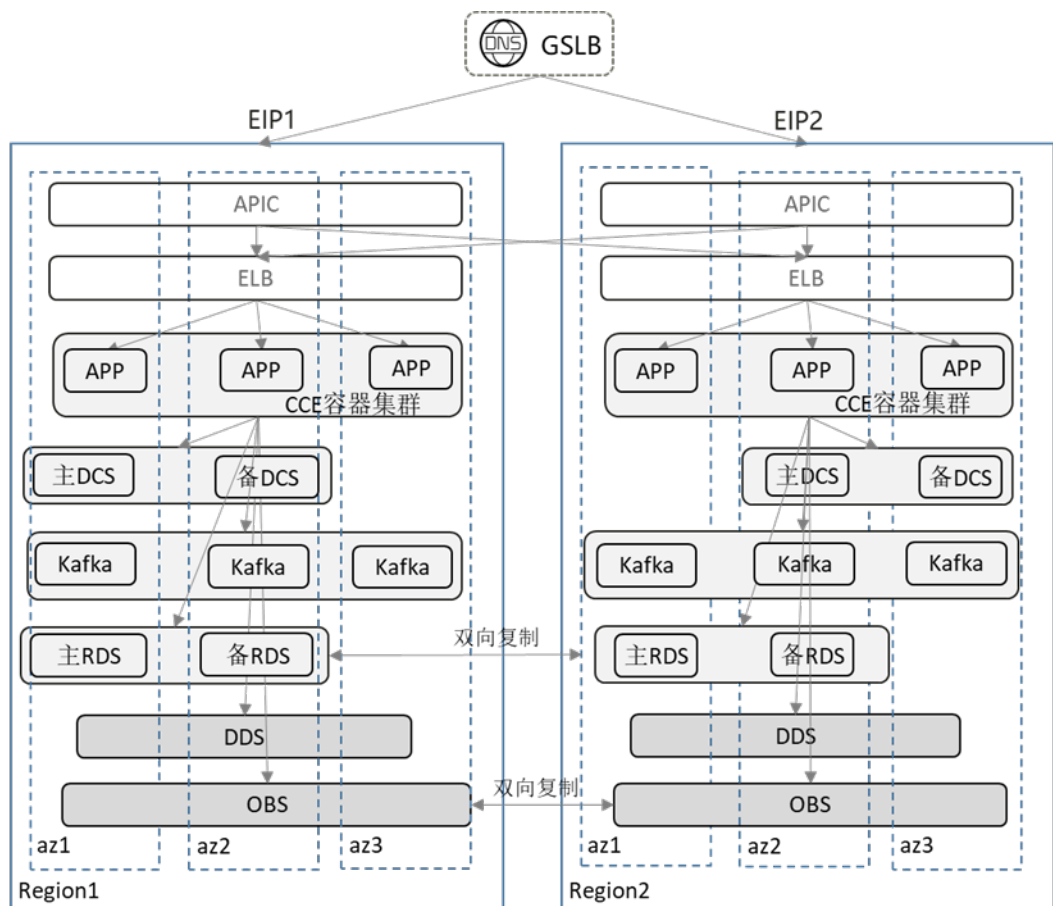 DNS GSLB
EIP1 EIP2
APIC APIC
ELB ELB
APP APP APP APP APP APP
CCE容器集群 CCE容器集群
主DCS 备DCS 主DCS 备DCS
Kafka Kafka Kafka Kafka Kafka Kafka
双向复制
主RDS 备RDS 主RDS 备RDS
DDS DDS
双向复制
OBS OBS
az1 az2 az3 az1 az2 az3
Region1 Region2